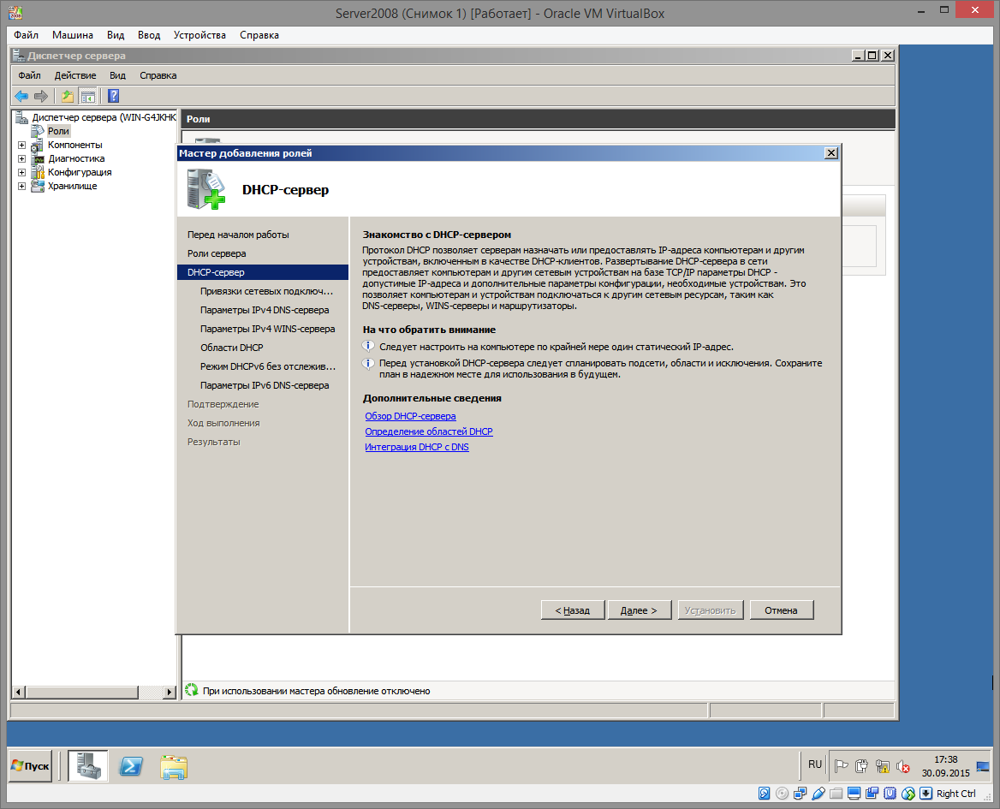 Server2008 (Снимок 1) [Работает] - Oracle VM VirtualBox
Файл Машина Вид Ввод Устройства Справка
Диспетчер сервера
Файл Действие Вид Справка
Диспетчер сервера (WIN-G4JKHK
Роли
Компоненты
Диагностика
Конфигурация
Хранилище
Роли
Мастер добавления ролей
DHCP-сервер
Перед началом работы
Роли сервера
DHCP-сервер
Привязки сетевых подключ...
Параметры IPv4 DNS-сервера
Параметры IPv4 WINS-сервера
Области DHCP
Режим DHCPv6 без отслежив...
Параметры IPv6 DNS-сервера
Подтверждение
Ход выполнения
Результаты
Знакомство с DHCP-сервером
Протокол DHCP позволяет серверам назначать или предоставлять IP-адреса компьютерам и другим
устройствам, включенным в качестве DHCP-клиентов. Развертывание DHCP-сервера в сети
предоставляет компьютерам и другим сетевым устройствам на базе TCP/IP параметры DHCP -
допустимые IP-адреса и дополнительные параметры конфигурации, необходимые устройствам. Это
позволяет компьютерам и устройствам подключаться к другим сетевым ресурсам, таким как
DNS-серверы, WINS-серверы и маршрутизаторы.
На что обратить внимание
Следует настроить на компьютере по крайней мере один статический IP-адрес.
Перед установкой DHCP-сервера следует спланировать подсети, области и исключения. Сохраните
план в надежном месте для использования в будущем.
Дополнительные сведения
Обзор DHCP-сервера
Определение областей DHCP
Интеграция DHCP с DNS
< Назад Далее > Установить Отмена
При использовании мастера обновление отключено
Пуск
RU
17:38
30.09.2015
Right Ctrl